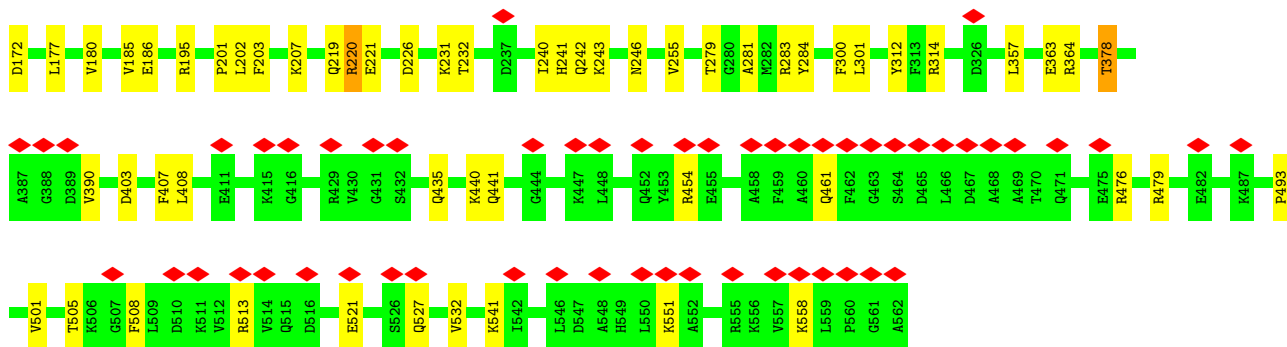 D172 L177 V180 V185 E186 R195 P201 L202 F203 K207 Q219 R220 E221 D226 K231 T232 D237 I240 H241 Q242 K243 N246 V255 T279 G280 A281 M282 R283 Y284 F300 L301 Y312 F313 R314 D326 L357 E363 R364 T378
A387 G388 D389 V390 D403 F407 L408 E411 K415 G416 R429 V430 G431 S432 Q435 K440 Q441 G444 K447 L448 Q452 Y453 R454 E455 A458 F459 A460 Q461 F462 G463 S464 D465 L466 D467 A468 A469 T470 Q471 E475 R476 R479 E482 K487 P493
V501 T505 K506 G507 F508 L509 D510 K511 V512 R513 V514 Q515 D516 E521 S526 Q527 V532 K541 I542 L546 D547 A548 H549 L550 K551 A552 R555 K556 V557 K558 L559 P560 G561 A562